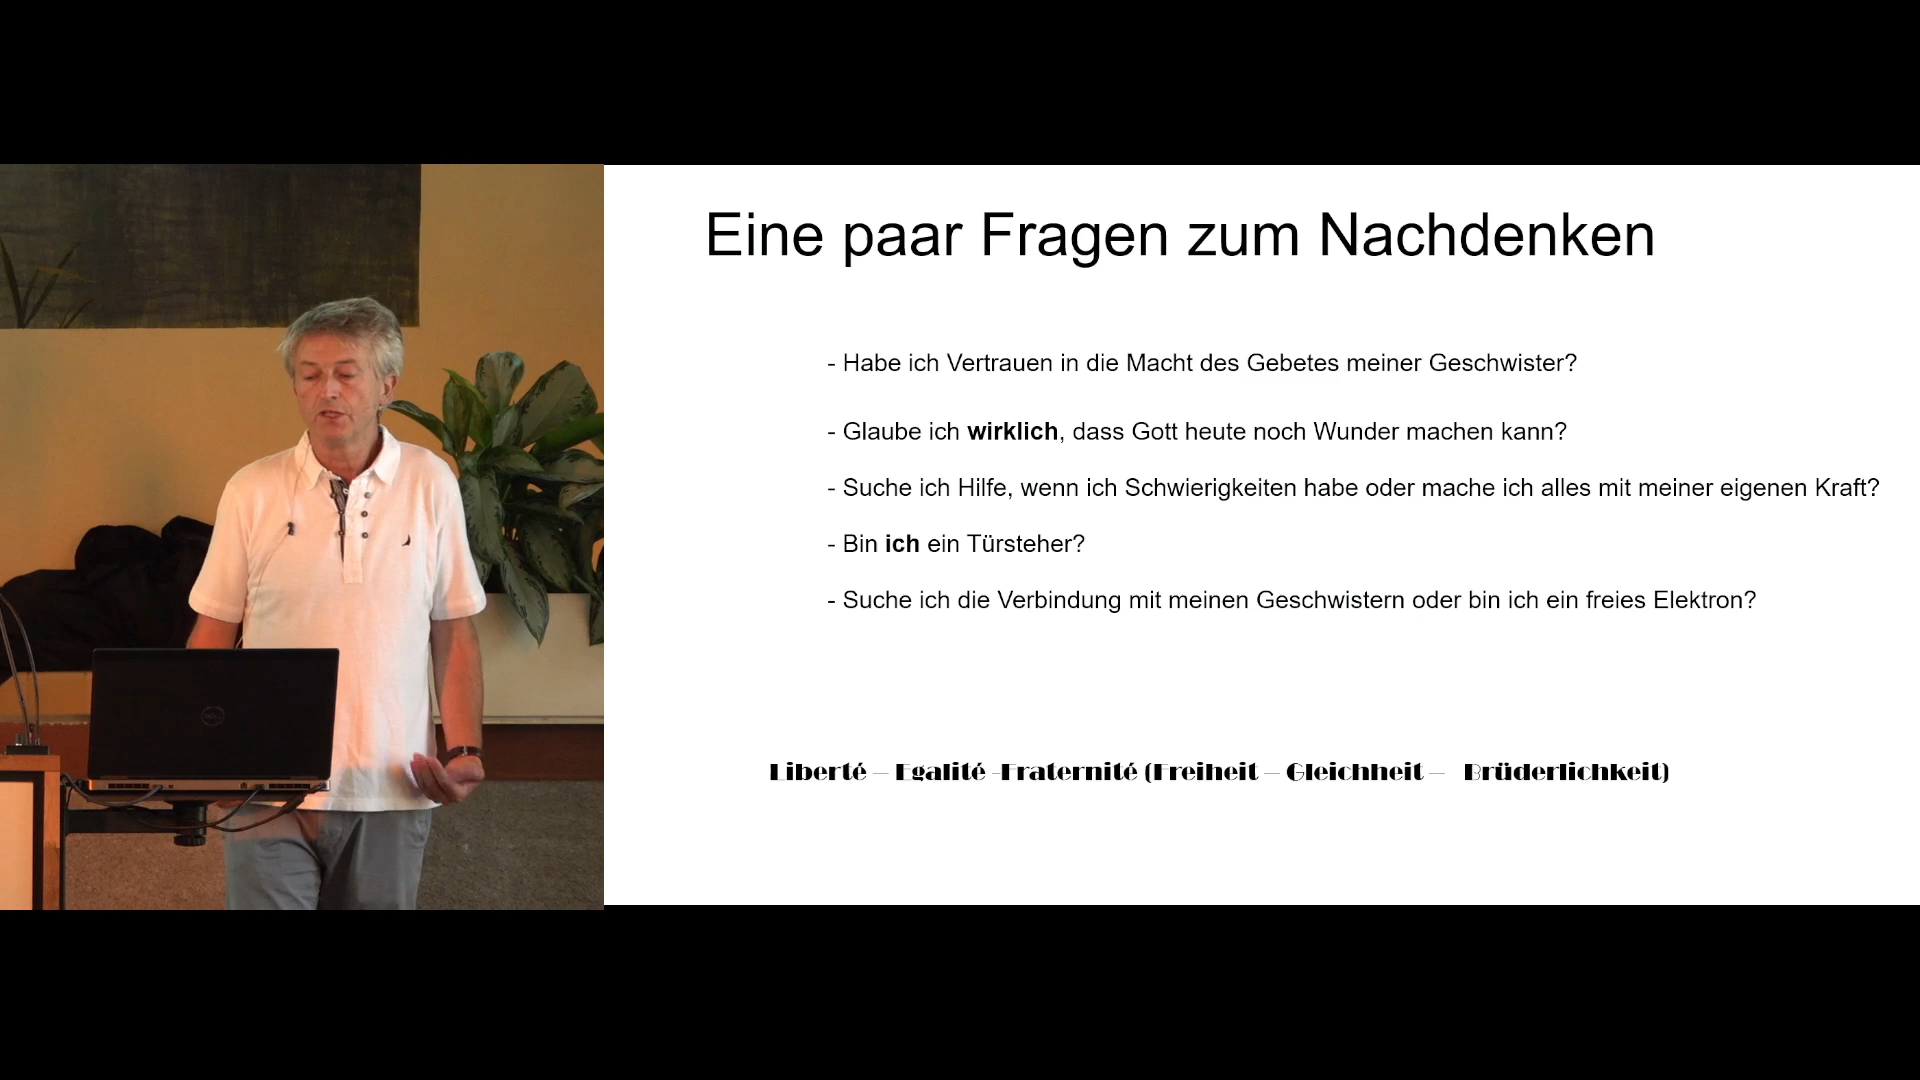 Eine paar Fragen zum Nachdenken
- Habe ich Vertrauen in die Macht des Gebetes meiner Geschwister?
- Glaube ich wirklich, dass Gott heute noch Wunder machen kann?
- Suche ich Hilfe, wenn ich Schwierigkeiten habe oder mache ich alles mit meiner eigenen Kraft?
- Bin ich ein Türsteher?
- Suche ich die Verbindung mit meinen Geschwistern oder bin ich ein freies Elektron?
Liberté – Egalité -Fraternité (Freiheit – Gleichheit – Brüderlichkeit)
DELL